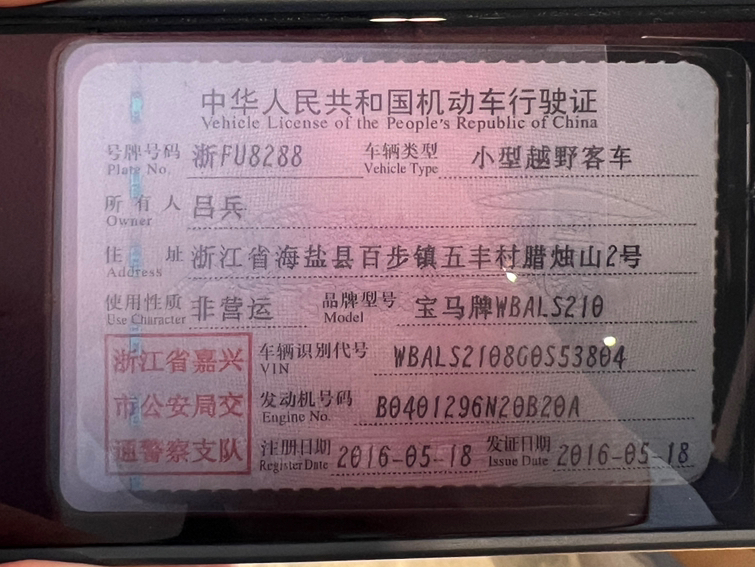 中华人民共和国机动车行驶证
Vehicle License of the People's Republic of China
号牌号码 Plate No. 浙FU8288 车辆类型 Vehicle Type 小型越野客车
所有人 Owner 吕兵
住址 Address 浙江省海盐县百步镇五丰村腊烛山2号
使用性质 Use Character 非营运 品牌型号 Model 宝马牌WBALS210
浙江省嘉兴 车辆识别代号 VIN WBALS2108G0S53804
市公安局交 发动机号码 Engine No. B0401296N20B20A
通警察支队 注册日期 Register Date 2016-05-18 发证日期 Issue Date 2016-05-18